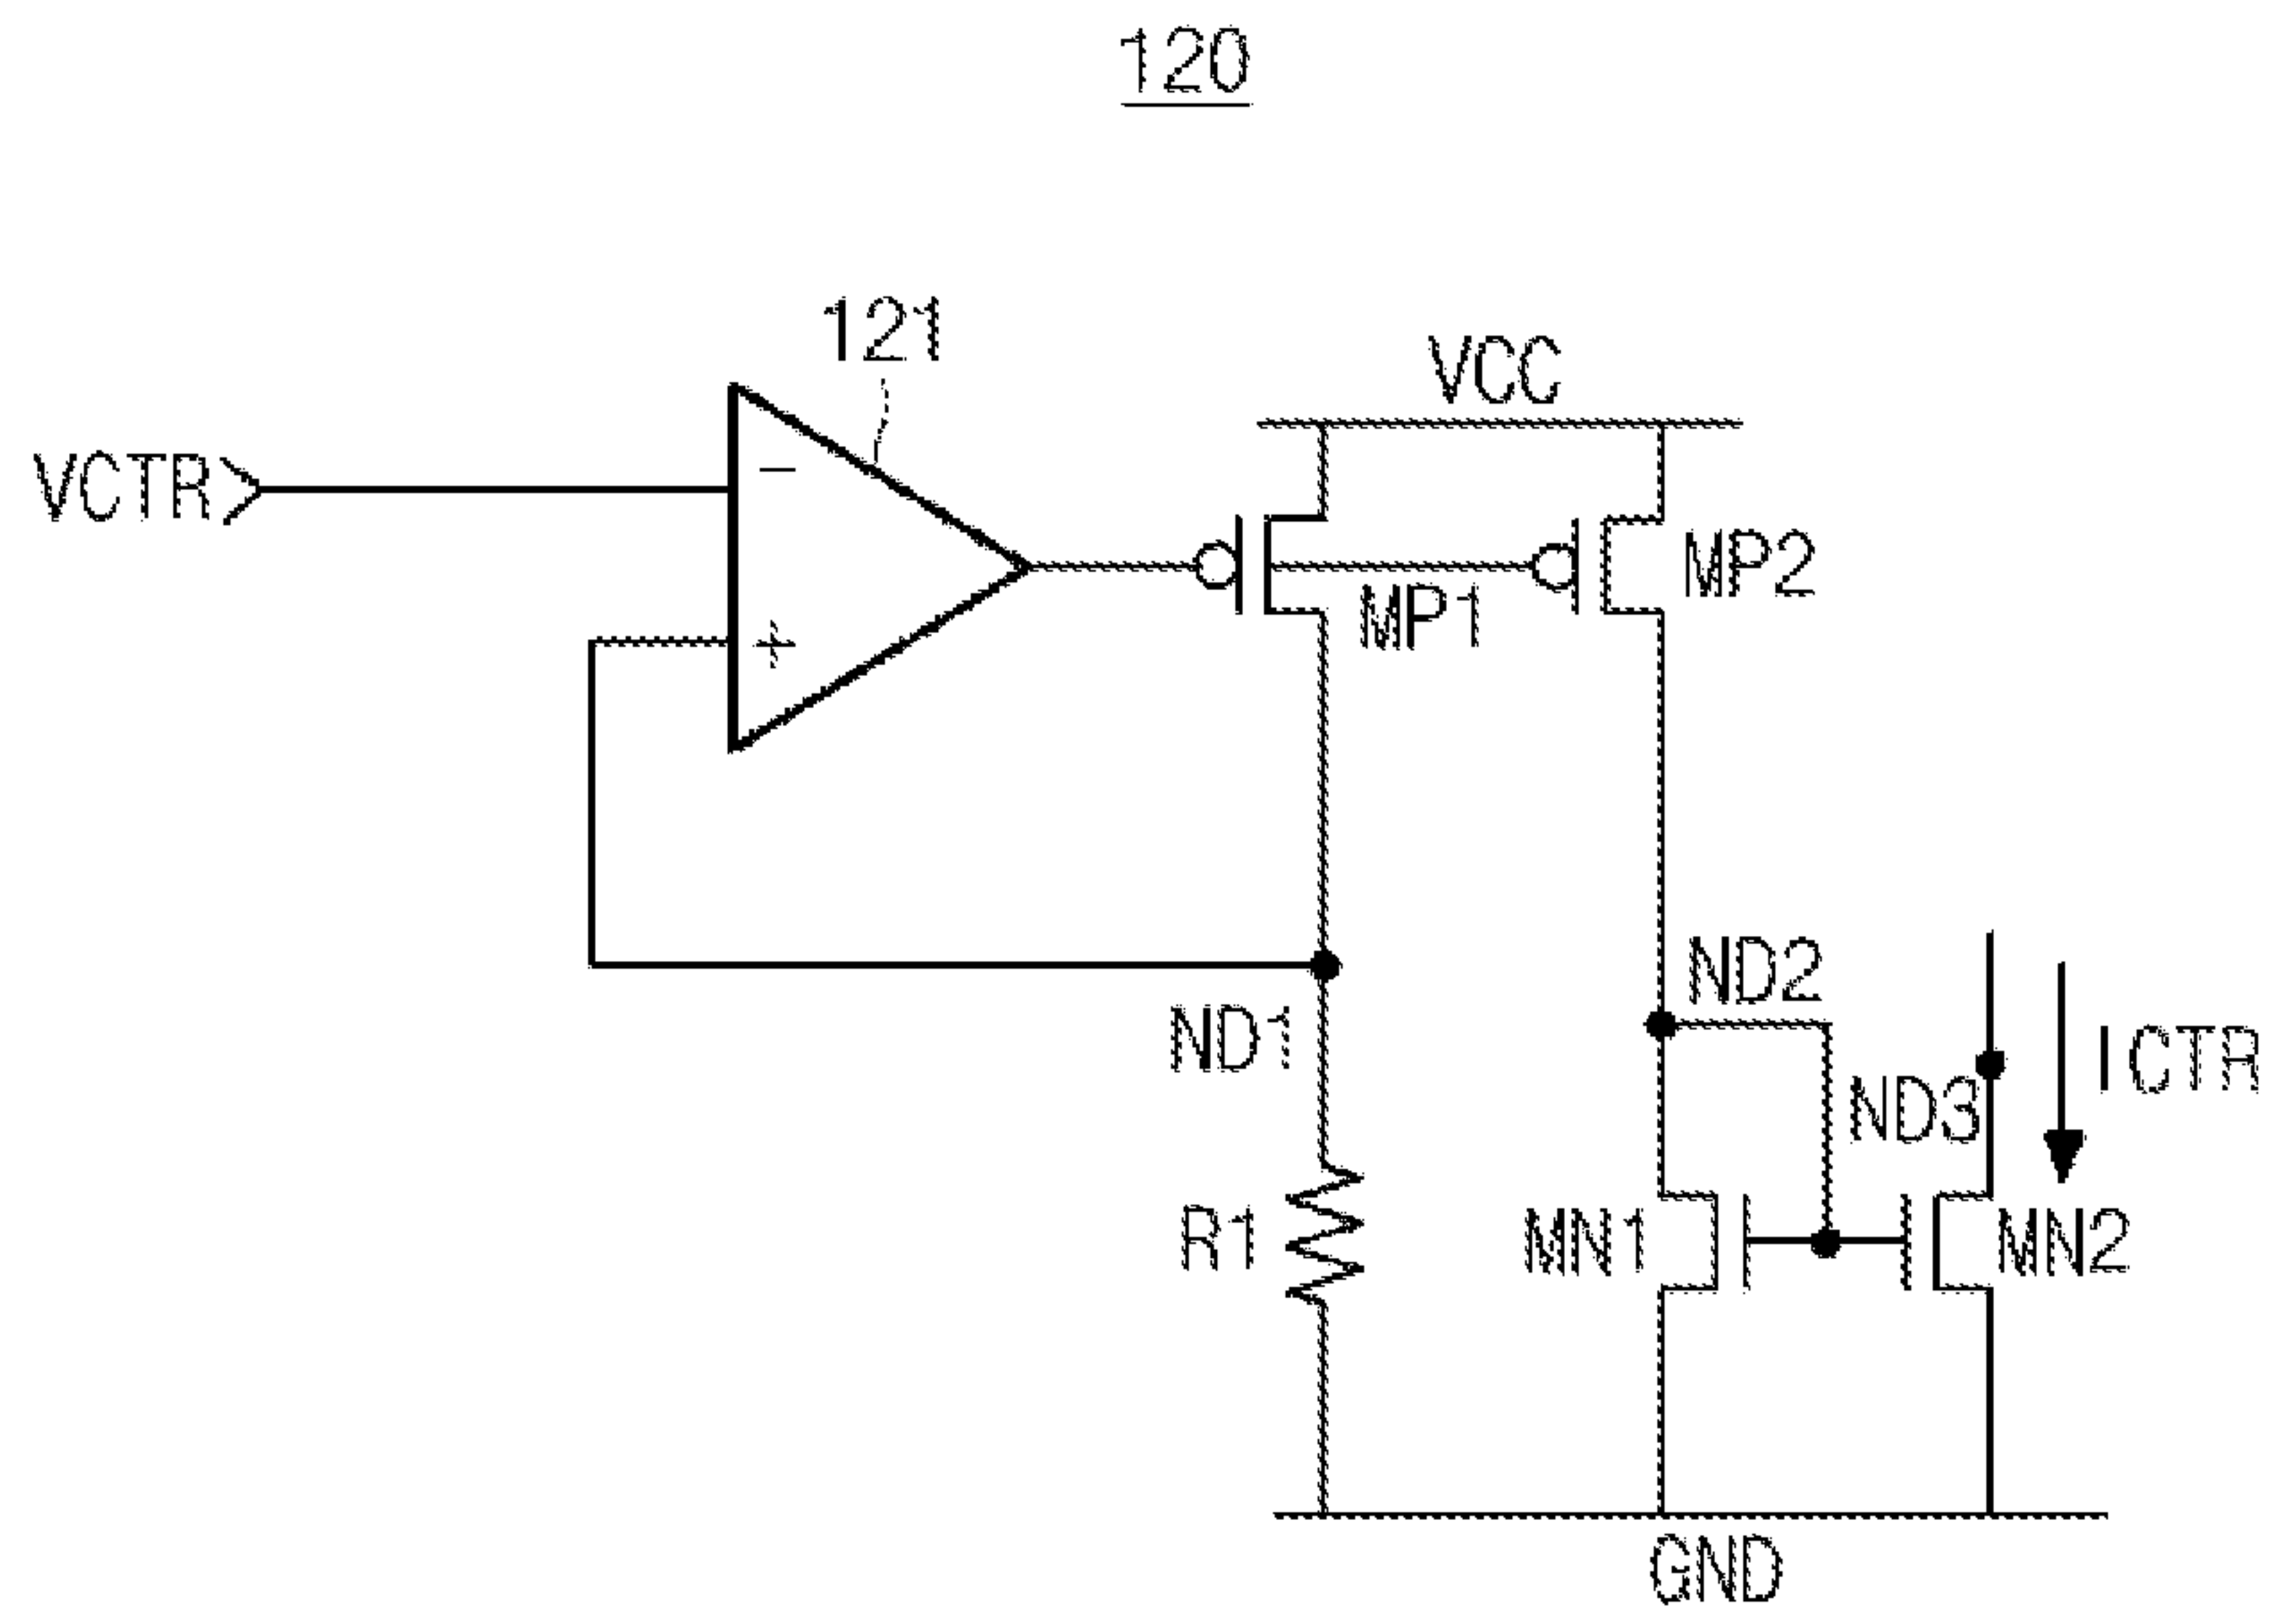 120
121
VCC
VCTR
−
MP2
MP1
+
ND2
ND1
ICTR
ND3
R1
MN1
MN2
GND